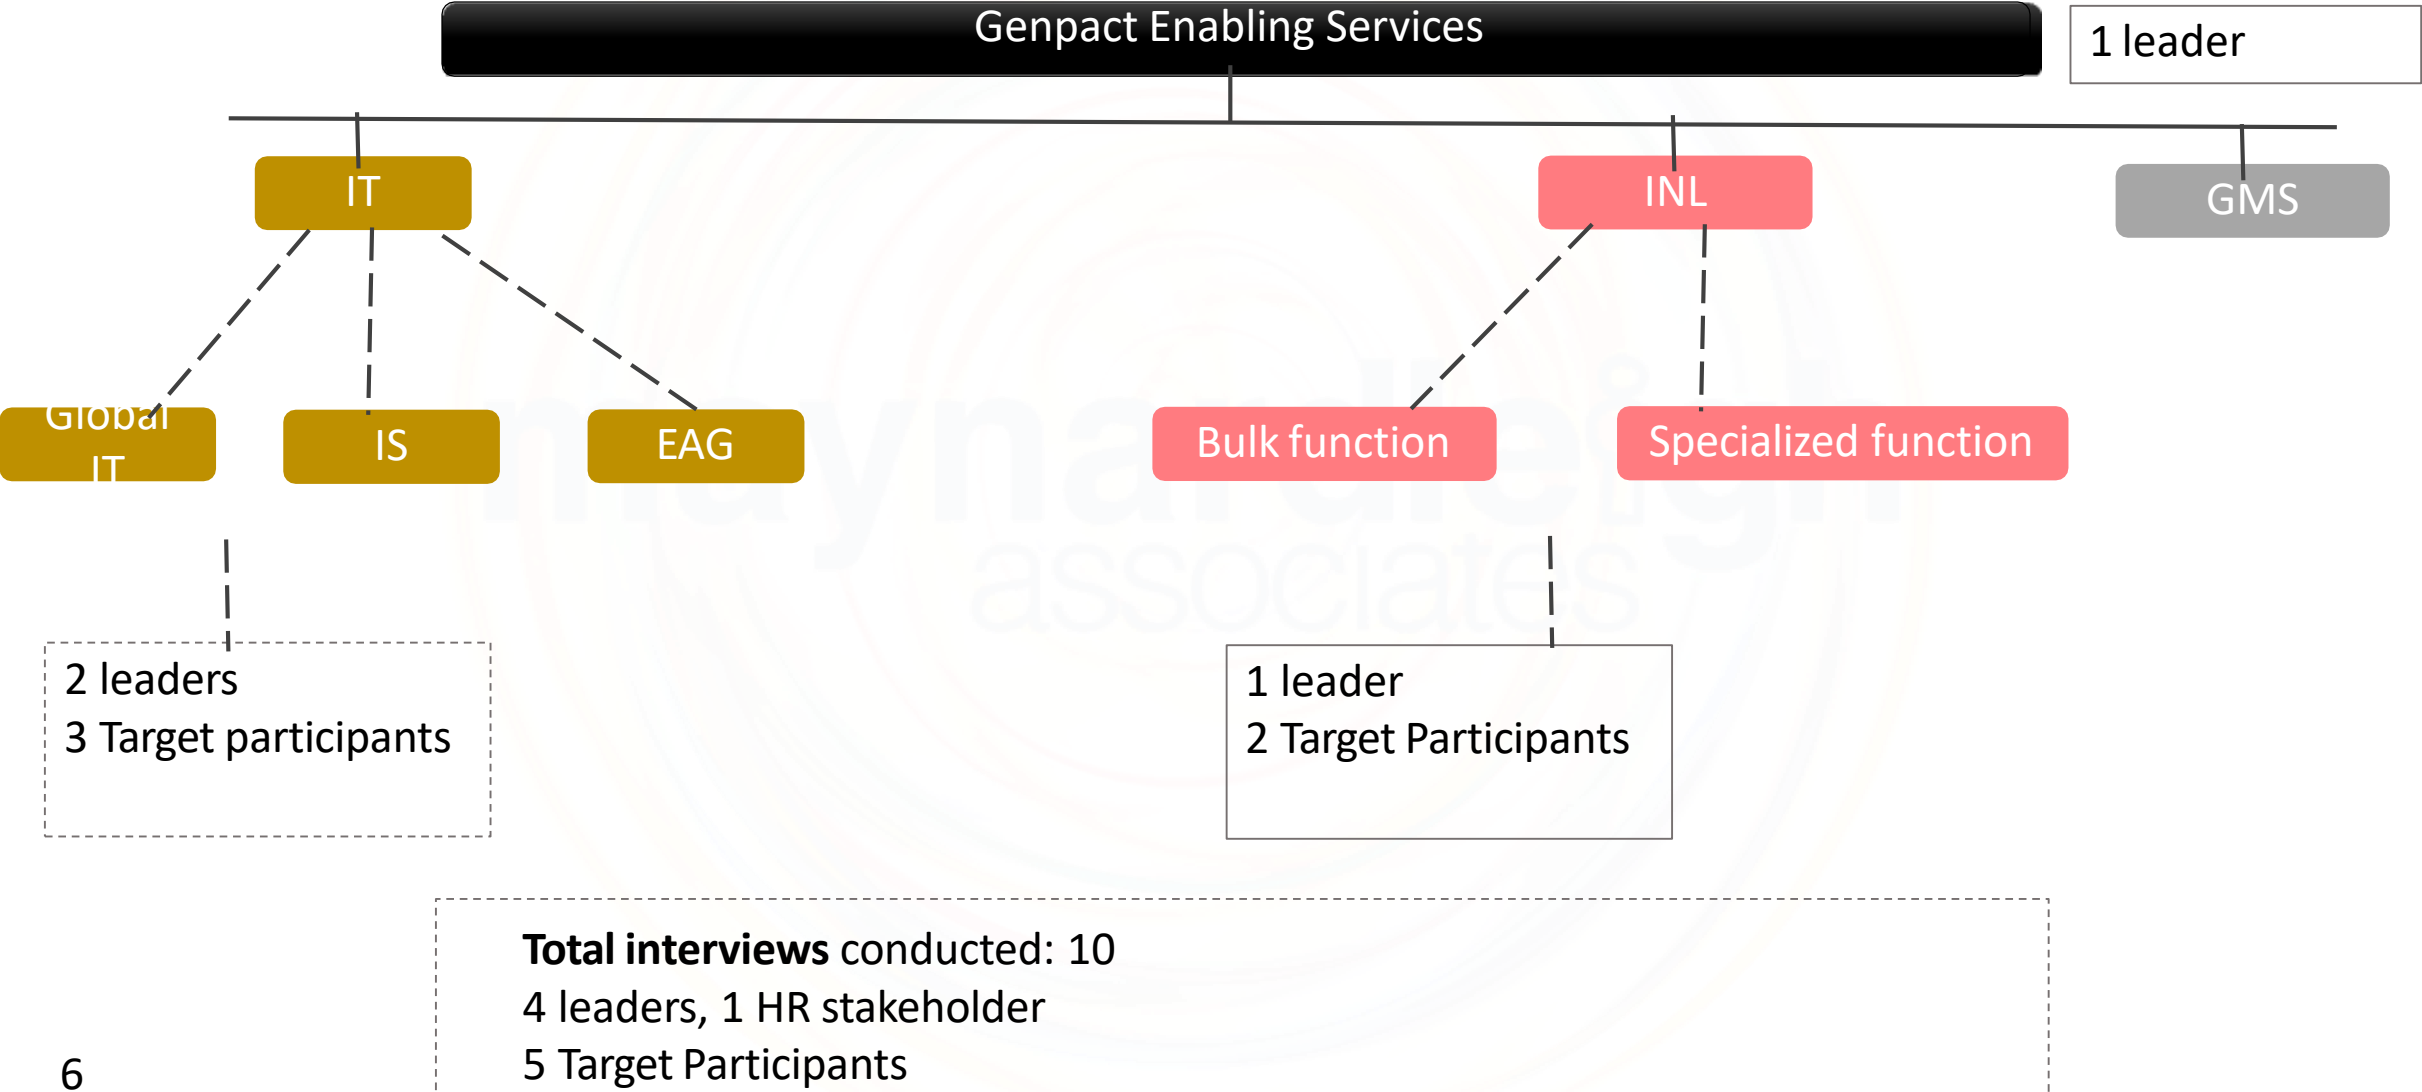 Genpact Enabling Services
1 leader
IT
INL
GMS
Global
IT
IS
EAG
Bulk function
Specialized function
maynardleigh
associates
2 leaders
3 Target participants
1 leader
2 Target Participants
Total interviews conducted: 10
4 leaders, 1 HR stakeholder
5 Target Participants
6